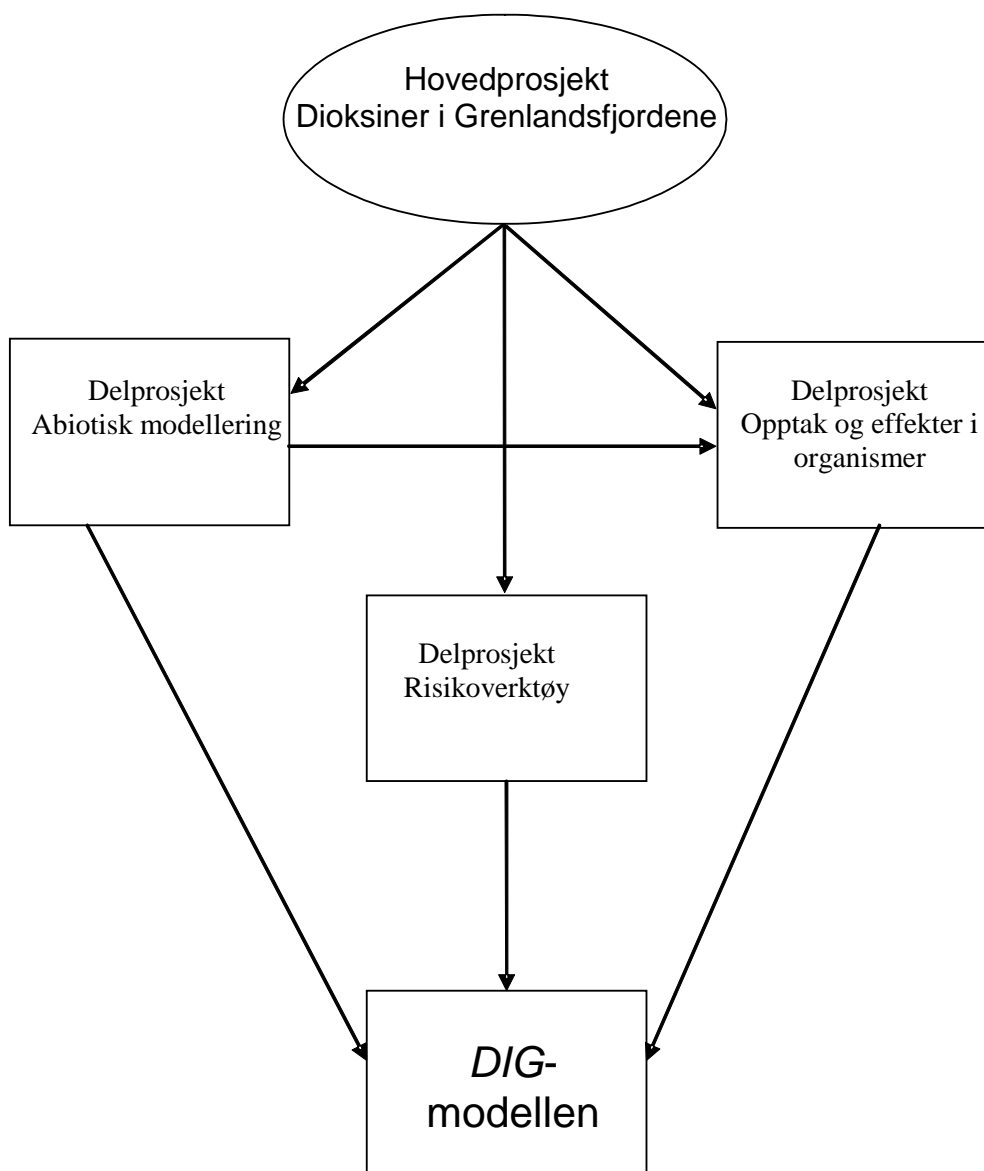 Hovedprosjekt
Dioksiner i Grenlandsfjordene
Delprosjekt
Abiotisk modellering
Delprosjekt
Opptak og effekter i
organismer
Delprosjekt
Risikoverktøy
DIG-
modellen